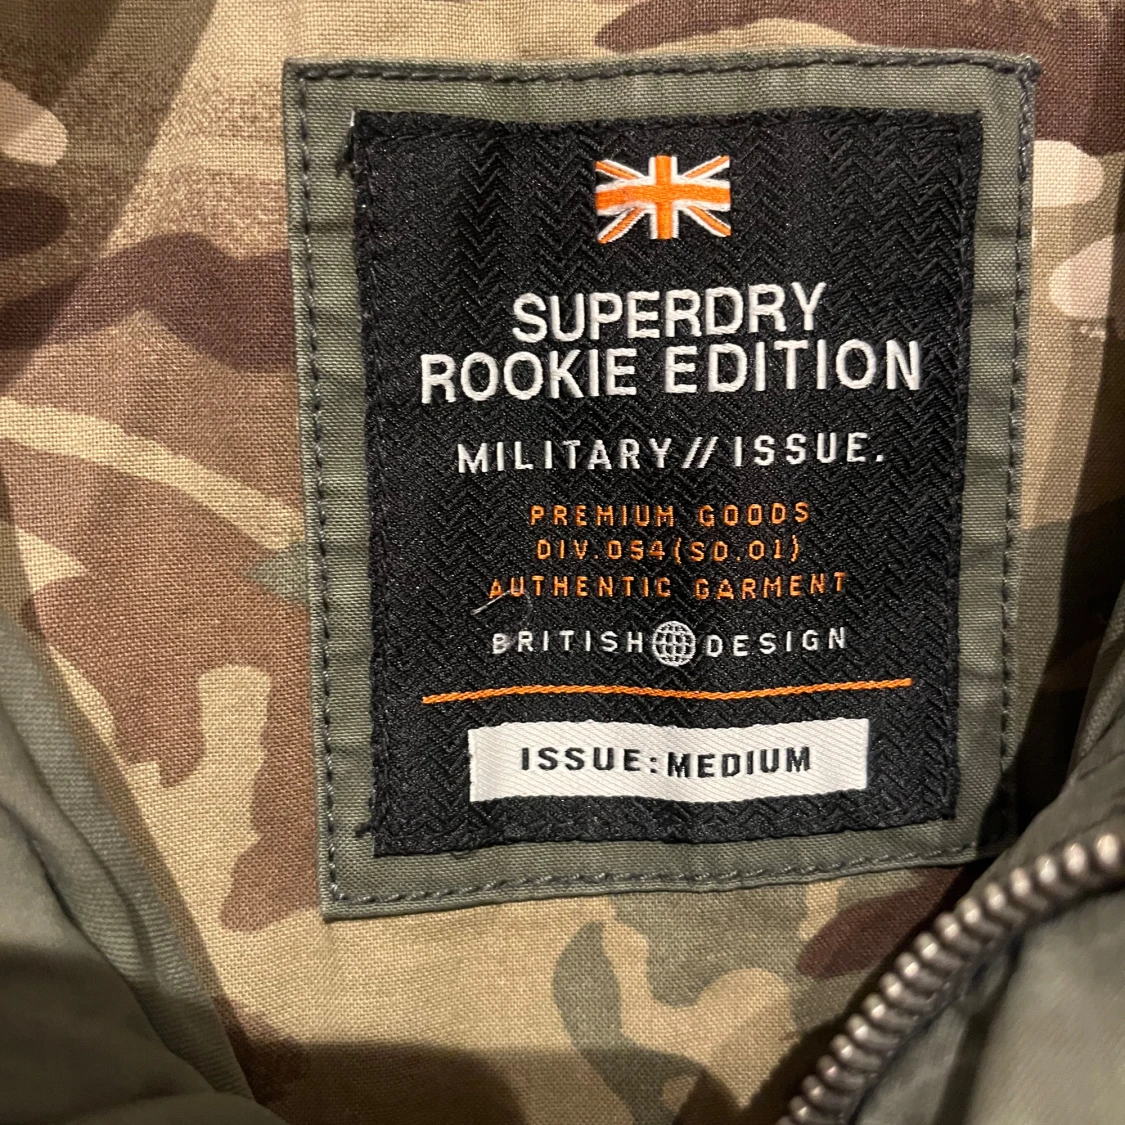 SUPERDRY
ROOKIE EDITION
MILITARY//ISSUE.
PREMIUM GOODS
DIV.054(SD.01)
AUTHENTIC GARMENT
BRITISH DESIGN
ISSUE:MEDIUM